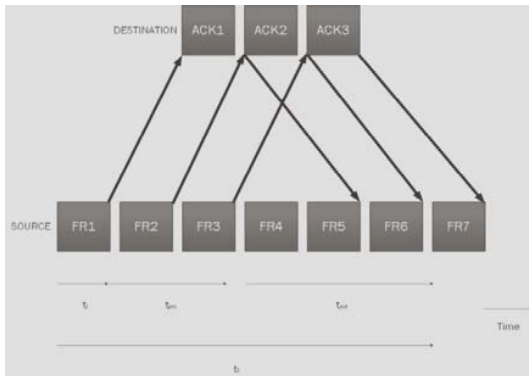 DESTINATION ACK1 ACK2 ACK3
SOURCE FR1 FR2 FR3 FR4 FR5 FR6 FR7
Time